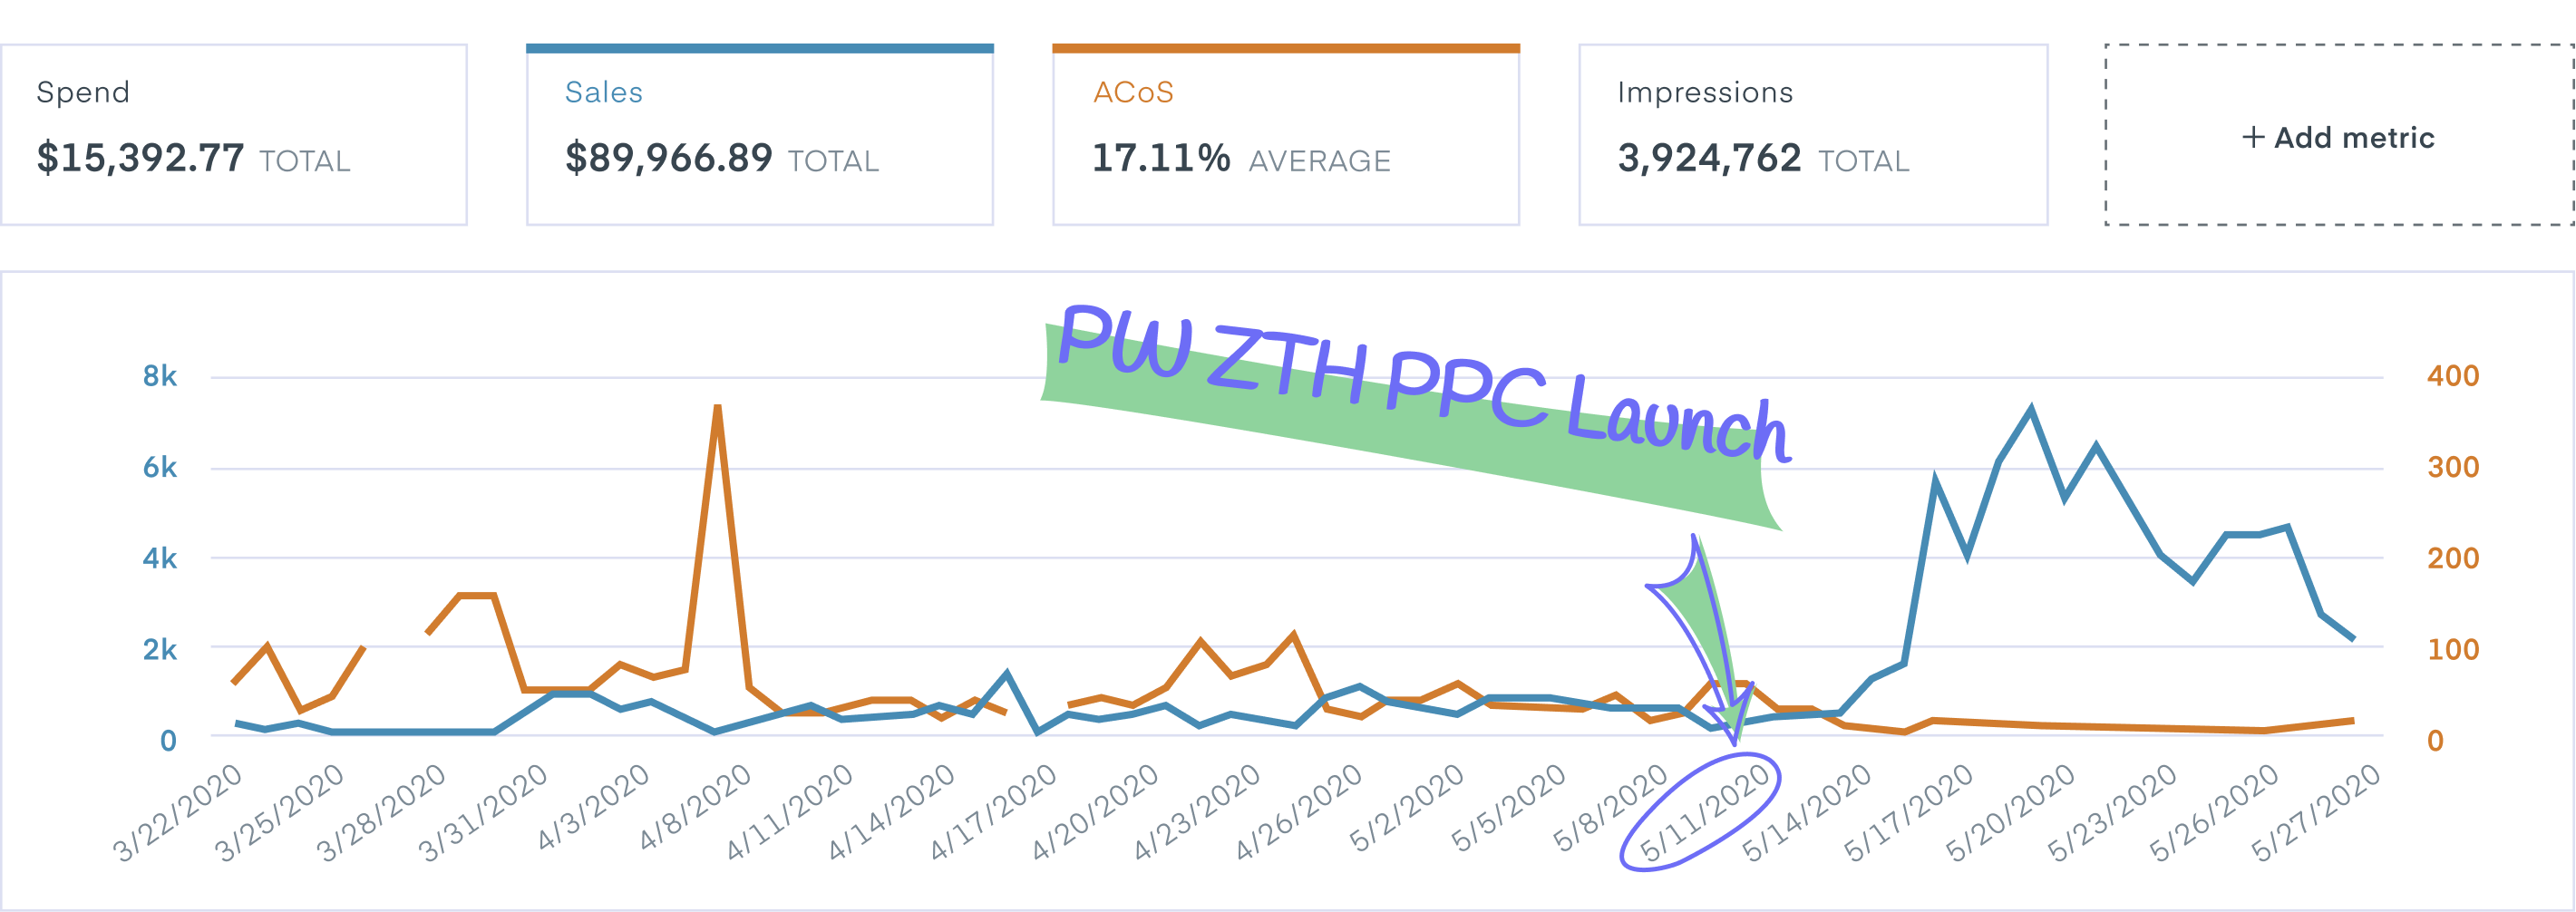 Spend
$15,392.77 TOTAL
Sales
$89,966.89 TOTAL
ACoS
17.11% AVERAGE
Impressions
3,924,762 TOTAL
+ Add metric
PW ZTH PPC Launch
8k
6k
4k
2k
0
400
300
200
100
0
3/22/2020
3/25/2020
3/28/2020
3/31/2020
4/3/2020
4/8/2020
4/11/2020
4/14/2020
4/17/2020
4/20/2020
4/23/2020
4/26/2020
5/2/2020
5/5/2020
5/8/2020
5/11/2020
5/14/2020
5/17/2020
5/20/2020
5/23/2020
5/26/2020
5/27/2020